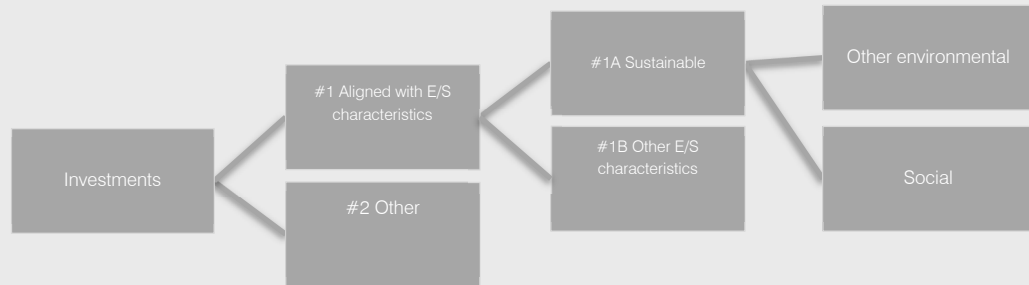 Investments
#1 Aligned with E/S
characteristics
#2 Other
#1A Sustainable
#1B Other E/S
characteristics
Other environmental
Social